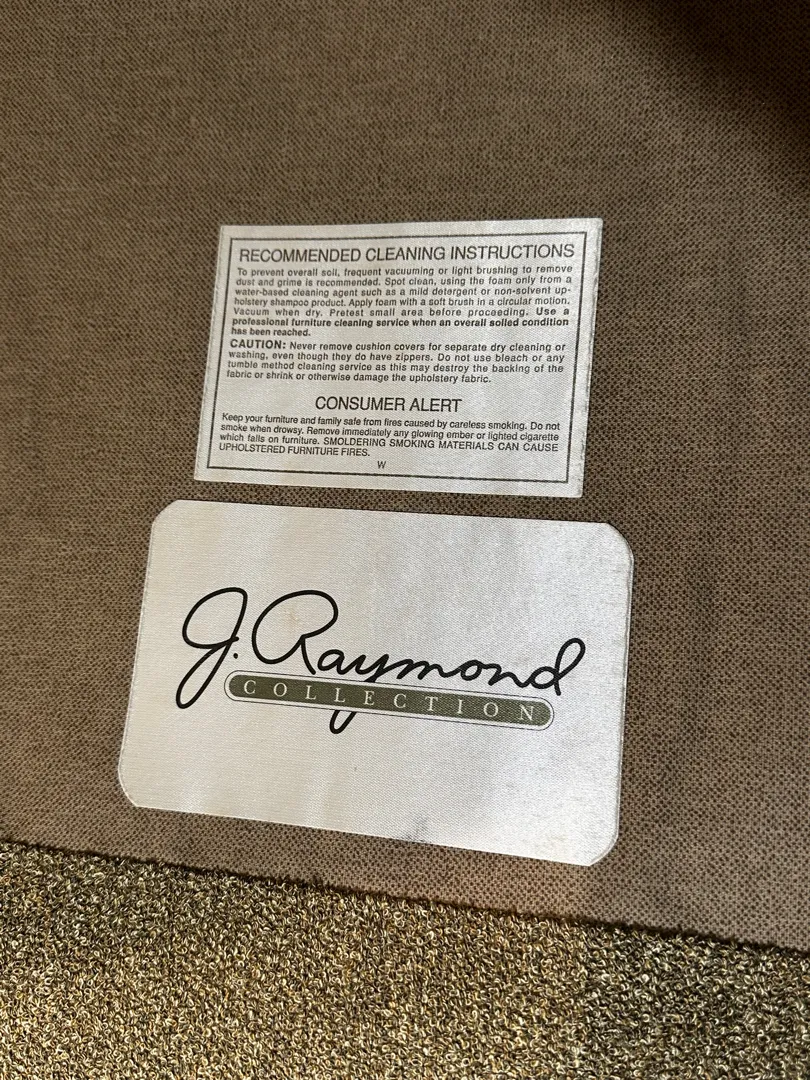 RECOMMENDED CLEANING INSTRUCTIONS
To prevent overall soil, frequent vacuuming or light brushing to remove
dust and grime is recommended. Spot clean, using the foam only from a
water-based cleaning agent such as a mild detergent or non-solvent up-
holstery shampoo product. Apply foam with a soft brush in a circular motion.
Vacuum when dry. Pretest small area before proceeding. Use a
professional furniture cleaning service when an overall soiled condition
has been reached.
CAUTION: Never remove cushion covers for separate dry cleaning or
washing, even though they do have zippers. Do not use bleach or any
tumble method cleaning service as this may destroy the backing of the
fabric or shrink or otherwise damage the upholstery fabric.
CONSUMER ALERT
Keep your furniture and family safe from fires caused by careless smoking. Do not
smoke when drowsy. Remove immediately any glowing ember or lighted cigarette
which falls on furniture. SMOLDERING SMOKING MATERIALS CAN CAUSE
UPHOLSTERED FURNITURE FIRES.
W
J. Raymond
COLLECTION